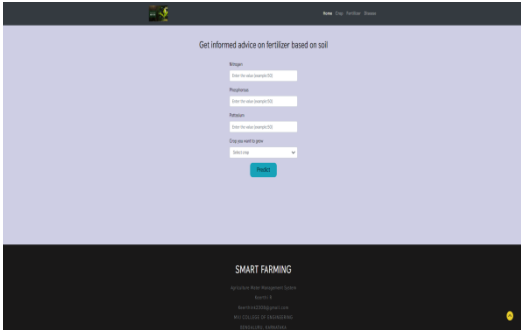 Home Crop Fertilizer Disease
Get informed advice on fertilizer based on soil
Nitrogen
Enter the value (example:50)
Phosphorous
Enter the value (example:50)
Pottasium
Enter the value (example:50)
Crop you want to grow
Select crop
Predict
SMART FARMING
Agriculture Water Management System
COLLEGE OF ENGINEERING
BENGALURU, KARNATAKA